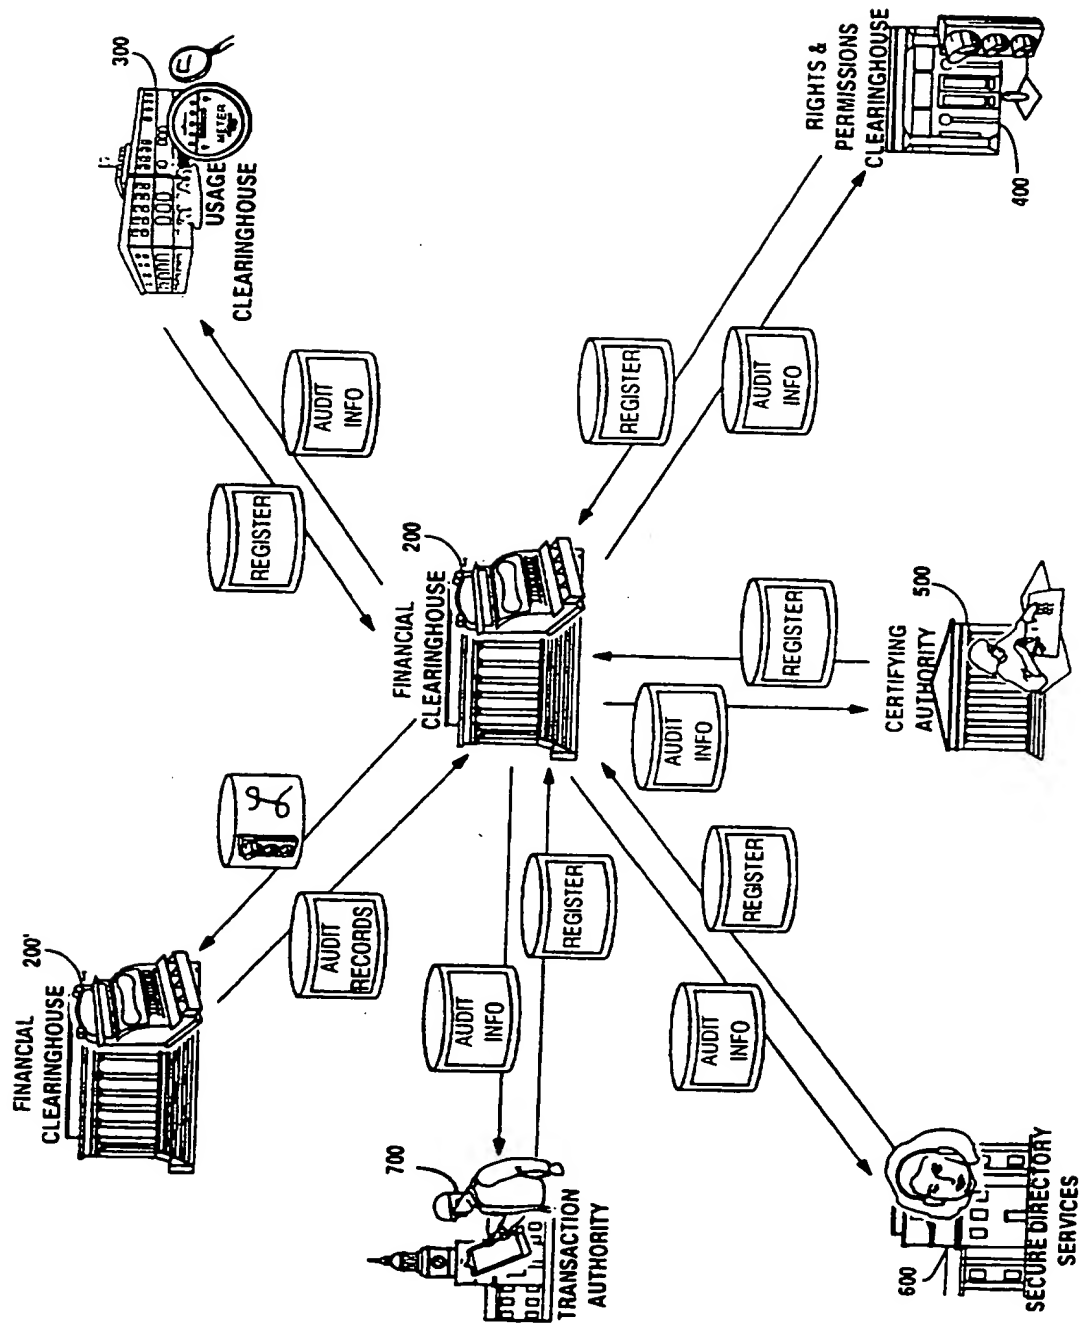 FINANCIAL
CLEARINGHOUSE
200'
TRANSACTION
AUTHORITY
700
SECURE DIRECTORY
SERVICES
600
AUDIT
RECORDS
AUDIT
INFO
REGISTER
AUDIT
INFO
REGISTER
FINANCIAL
CLEARINGHOUSE
200
AUDIT
INFO
REGISTER
CERTIFYING
AUTHORITY
500
REGISTER
AUDIT
INFO
REGISTER
AUDIT
INFO
USAGE
CLEARINGHOUSE
300
METER
RIGHTS &
PERMISSIONS
CLEARINGHOUSE
400